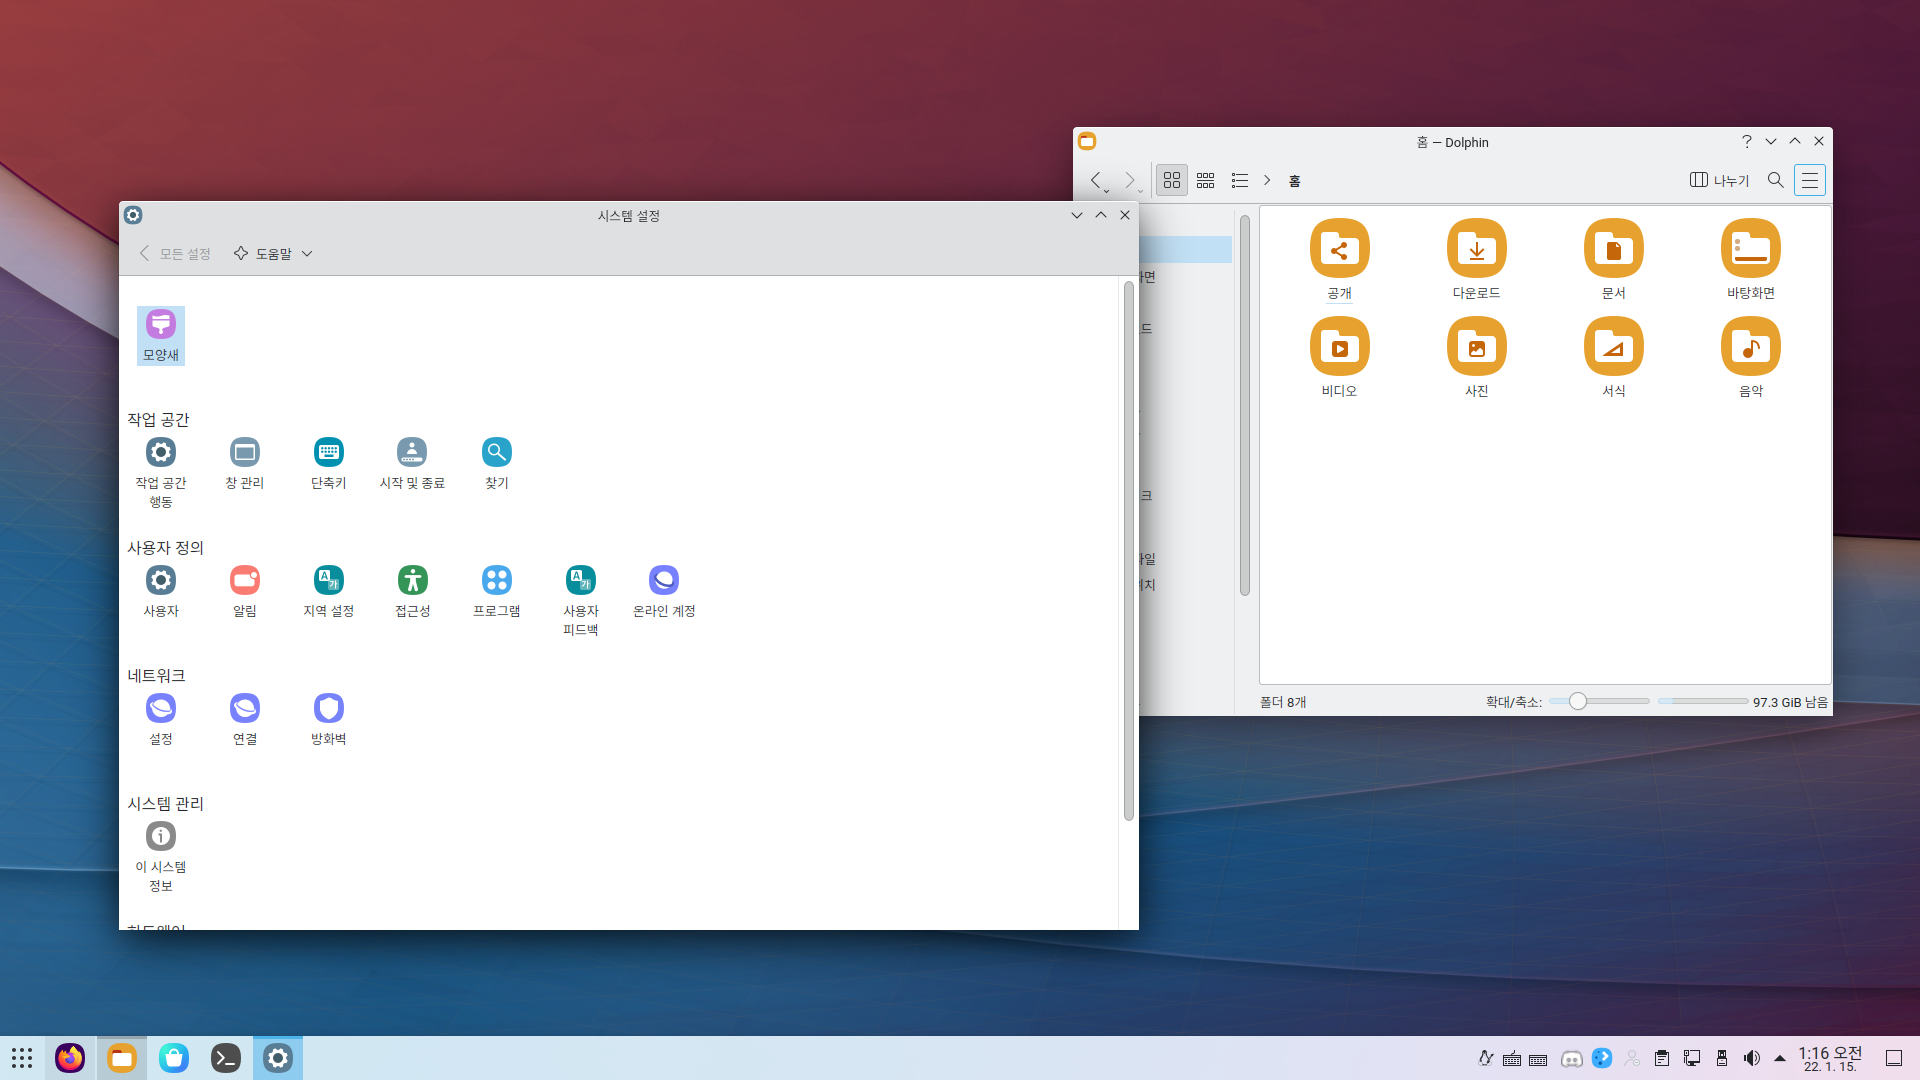 홈 — Dolphin
홈
나누기
시스템 설정
모든 설정
도움말
모양새
작업 공간
작업 공간
행동
창 관리
단축키
시작 및 종료
찾기
사용자 정의
사용자
알림
지역 설정
접근성
프로그램
사용자
피드백
온라인 계정
네트워크
설정
연결
방화벽
시스템 관리
이 시스템
정보
공개
다운로드
문서
바탕화면
비디오
사진
서식
음악
폴더 8개
확대/축소:
97.3 GiB 남음
1:16 오전
22. 1. 15.